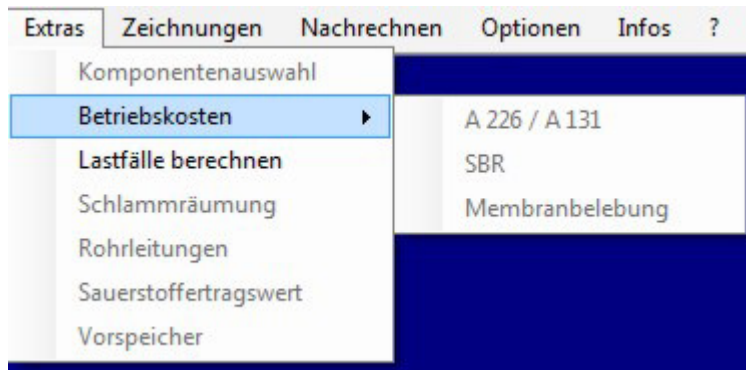 Extras Zeichnungen Nachrechnen Optionen Infos ?
Komponentenauswahl
Betriebskosten
A 226 / A 131
Lastfälle berechnen
SBR
Schlammräumung
Membranbelebung
Rohrleitungen
Sauerstoffertragswert
Vorspeicher